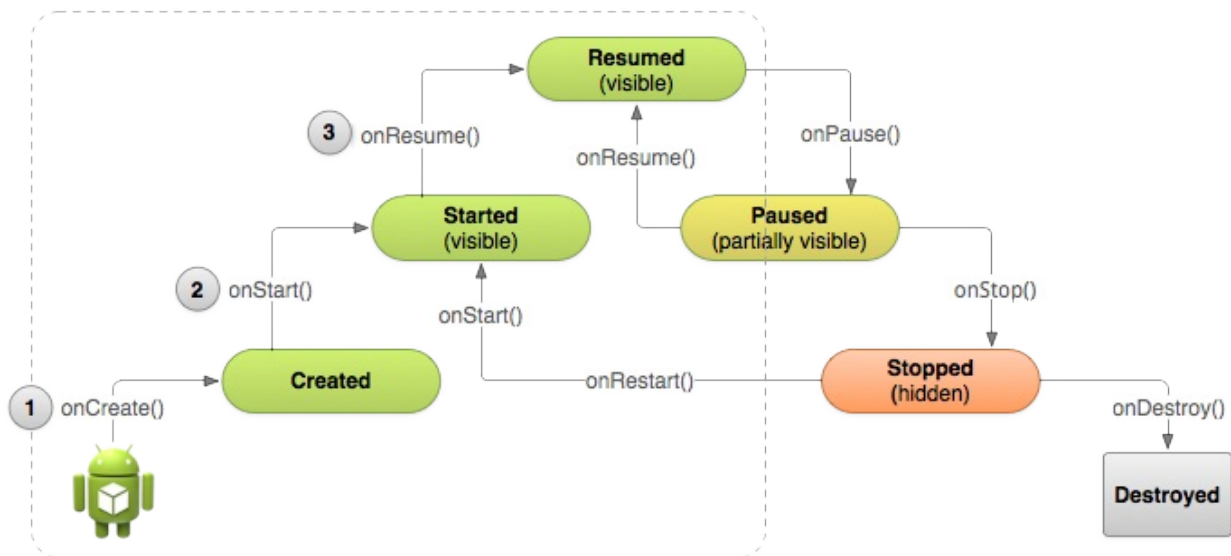 Resumed
(visible)
3
onResume()
onPause()
onResume()
Started
(visible)
Paused
(partially visible)
2
onStart()
onStart()
onStop()
Created
onRestart()
Stopped
(hidden)
1
onCreate()
onDestroy()
Destroyed